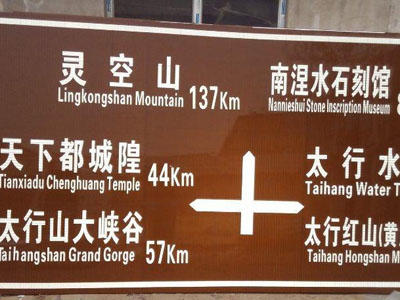 灵空山
Lingkongshan Mountain 137Km
天下都城隍
Tianxiadu Chenghuang Temple 44Km
太行山大峡谷
Taihangshan Grand Gorge 57Km
南涅水石刻馆
Nannieshui Stone Inscription Museum
太行水
Taihang Water T
太行红山(黄
Taihang Hongshan M